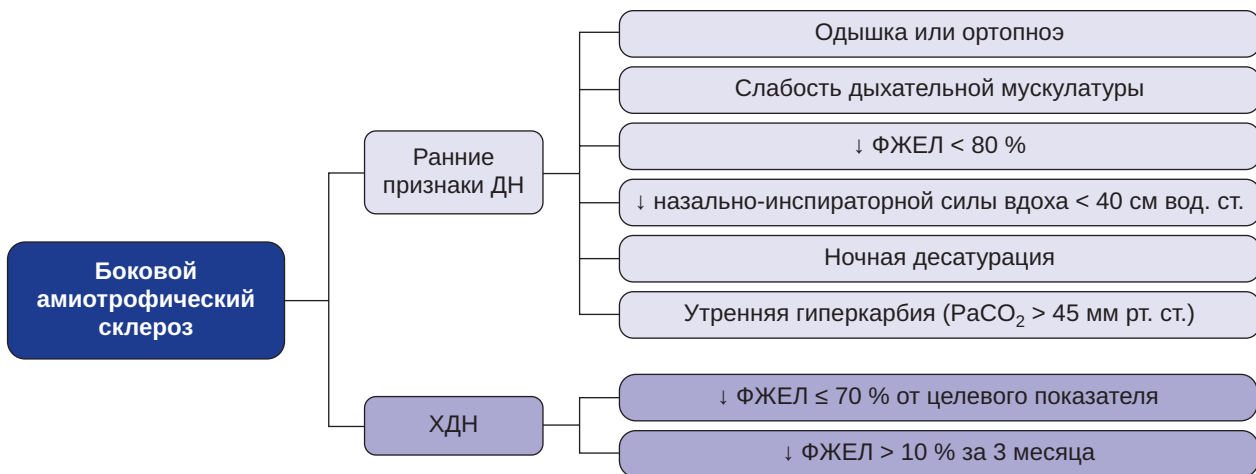 Боковой
амиотрофический
склероз
Ранние
признаки ДН
Одышка или ортопноэ
Слабость дыхательной мускулатуры
↓ ФЖЕЛ < 80 %
↓ назально-инспираторной силы вдоха < 40 см вод. ст.
Ночная десатурация
Утренняя гиперкарбия (PaCO₂ > 45 мм рт. ст.)
ХДН
↓ ФЖЕЛ ≤ 70 % от целевого показателя
↓ ФЖЕЛ > 10 % за 3 месяца